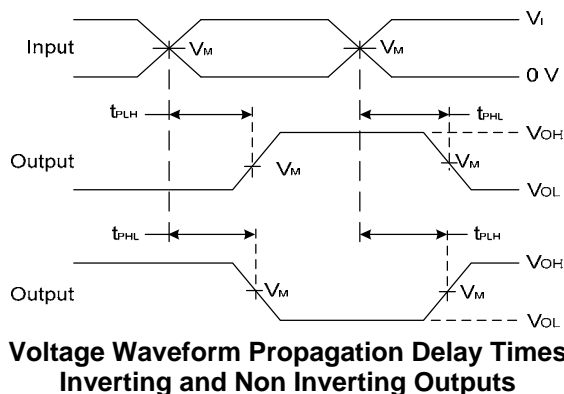 VI
Input VM VM
0 V
tPLH tPHL
VOH
Output VM VM
VOL
tPHL tPLH
VOH
Output VM VM
VOL
Voltage Waveform Propagation Delay Times
Inverting and Non Inverting Outputs